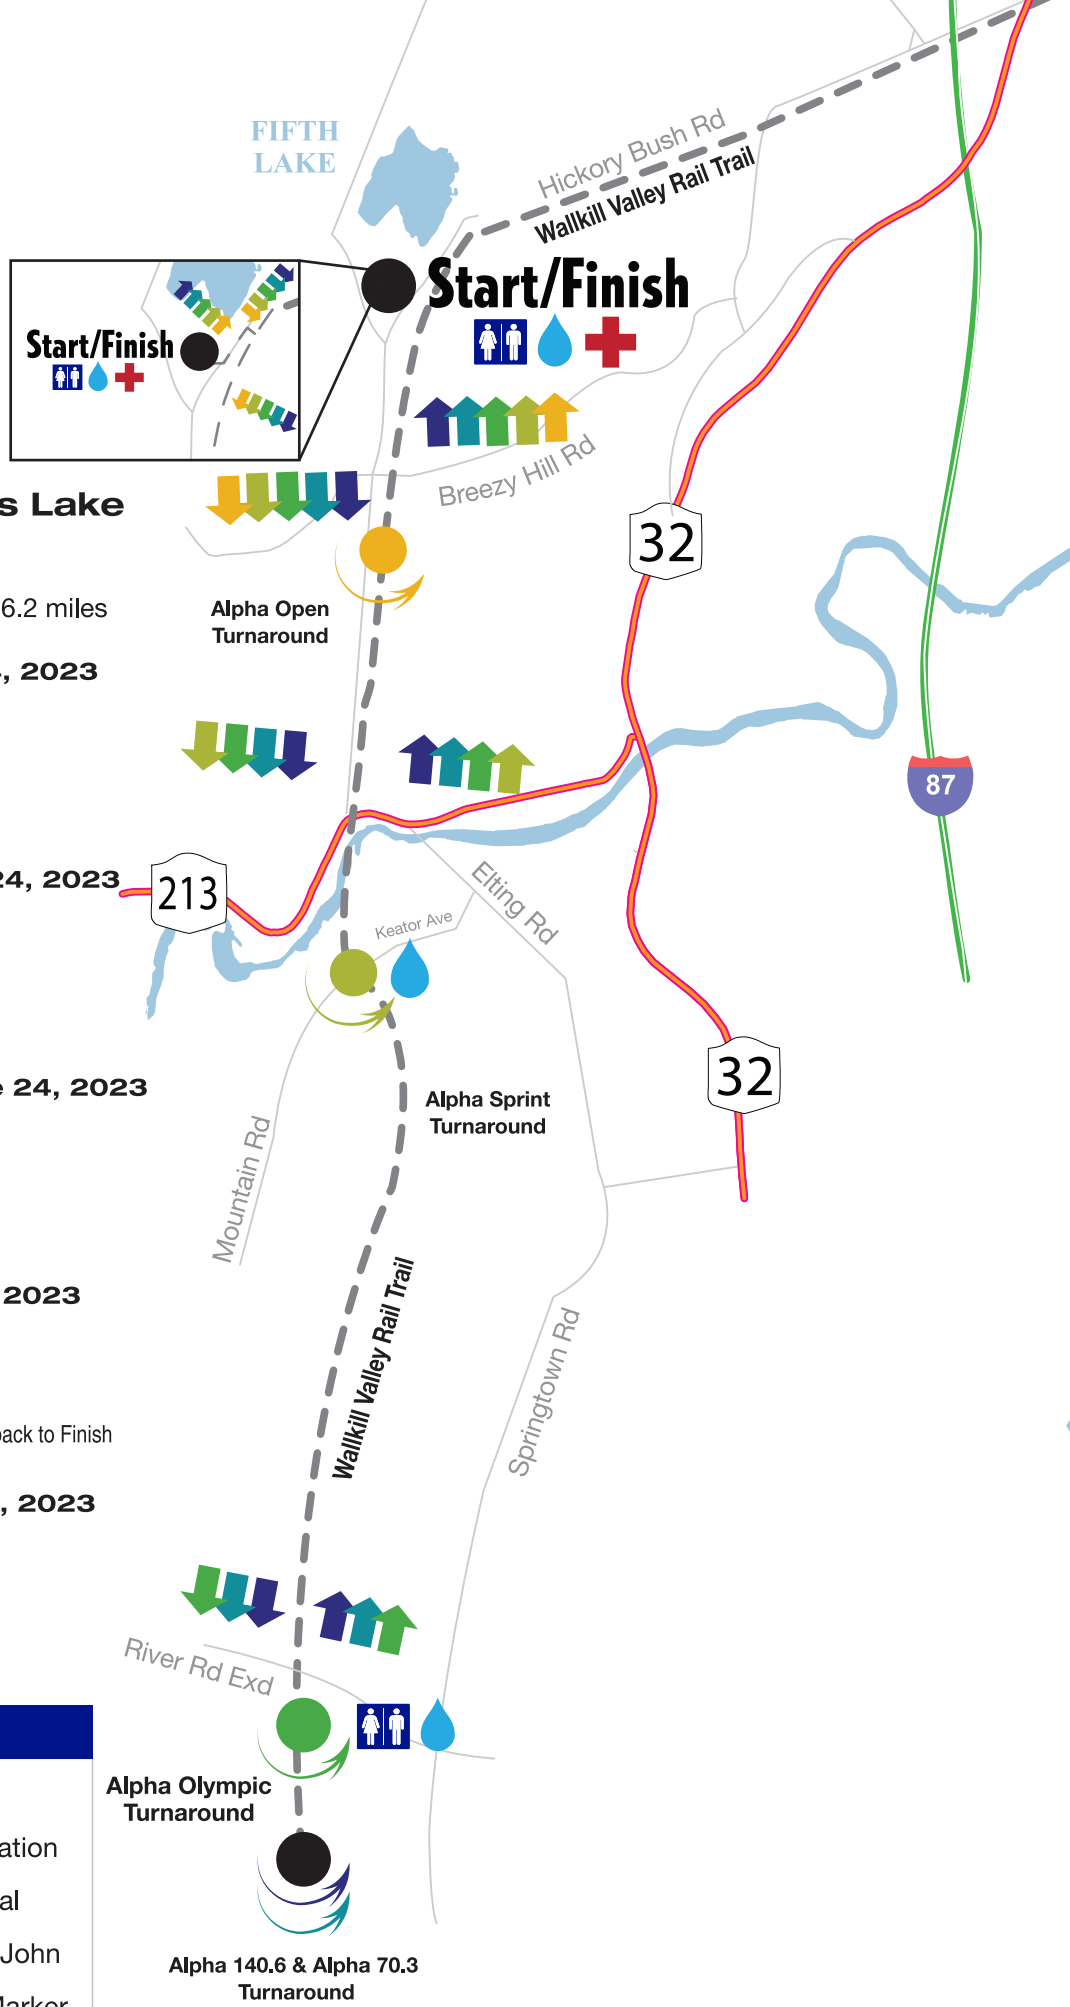 FIFTH
LAKE
Hickory Bush Rd
Wallkill Valley Rail Trail
Start/Finish
Start/Finish
Breezy Hill Rd
s Lake
32
6.2 miles
Alpha Open
Turnaround
, 2023
87
24, 2023
213
Elting Rd
Keator Ave
32
24, 2023
Alpha Sprint
Turnaround
Mountain Rd
2023
Wallkill Valley Rail Trail
Springtown Rd
back to Finish
, 2023
River Rd Exd
Alpha Olympic
Turnaround
ation
al
John
Marker
Alpha 140.6 & Alpha 70.3
Turnaround